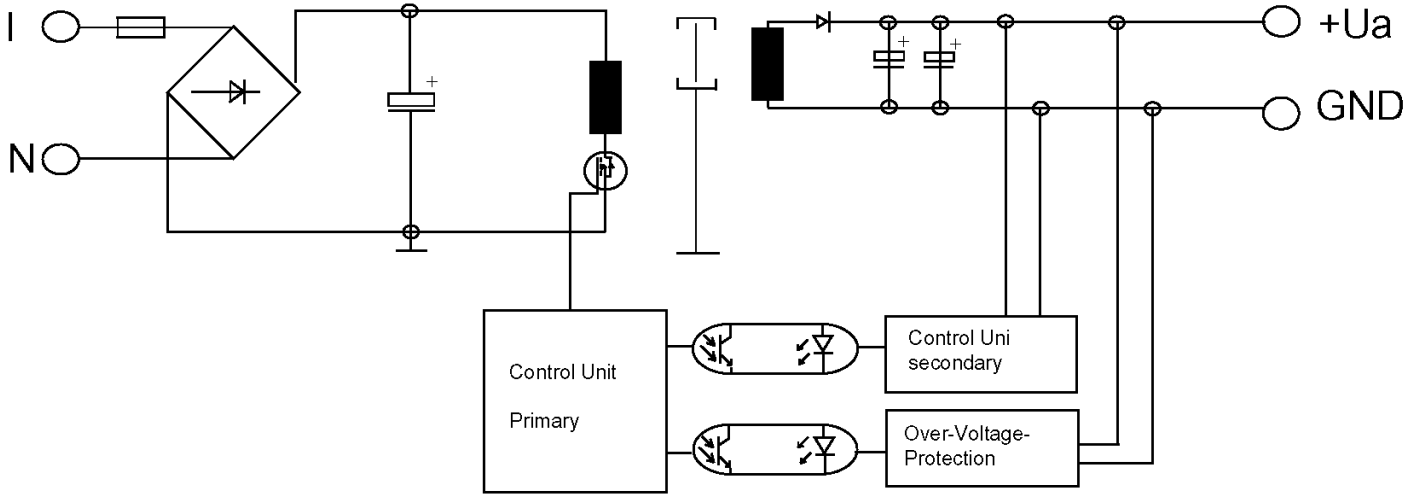 I
N
+
+
+
+Ua
GND
Control Unit
Primary
Control Uni
secondary
Over-Voltage-
Protection